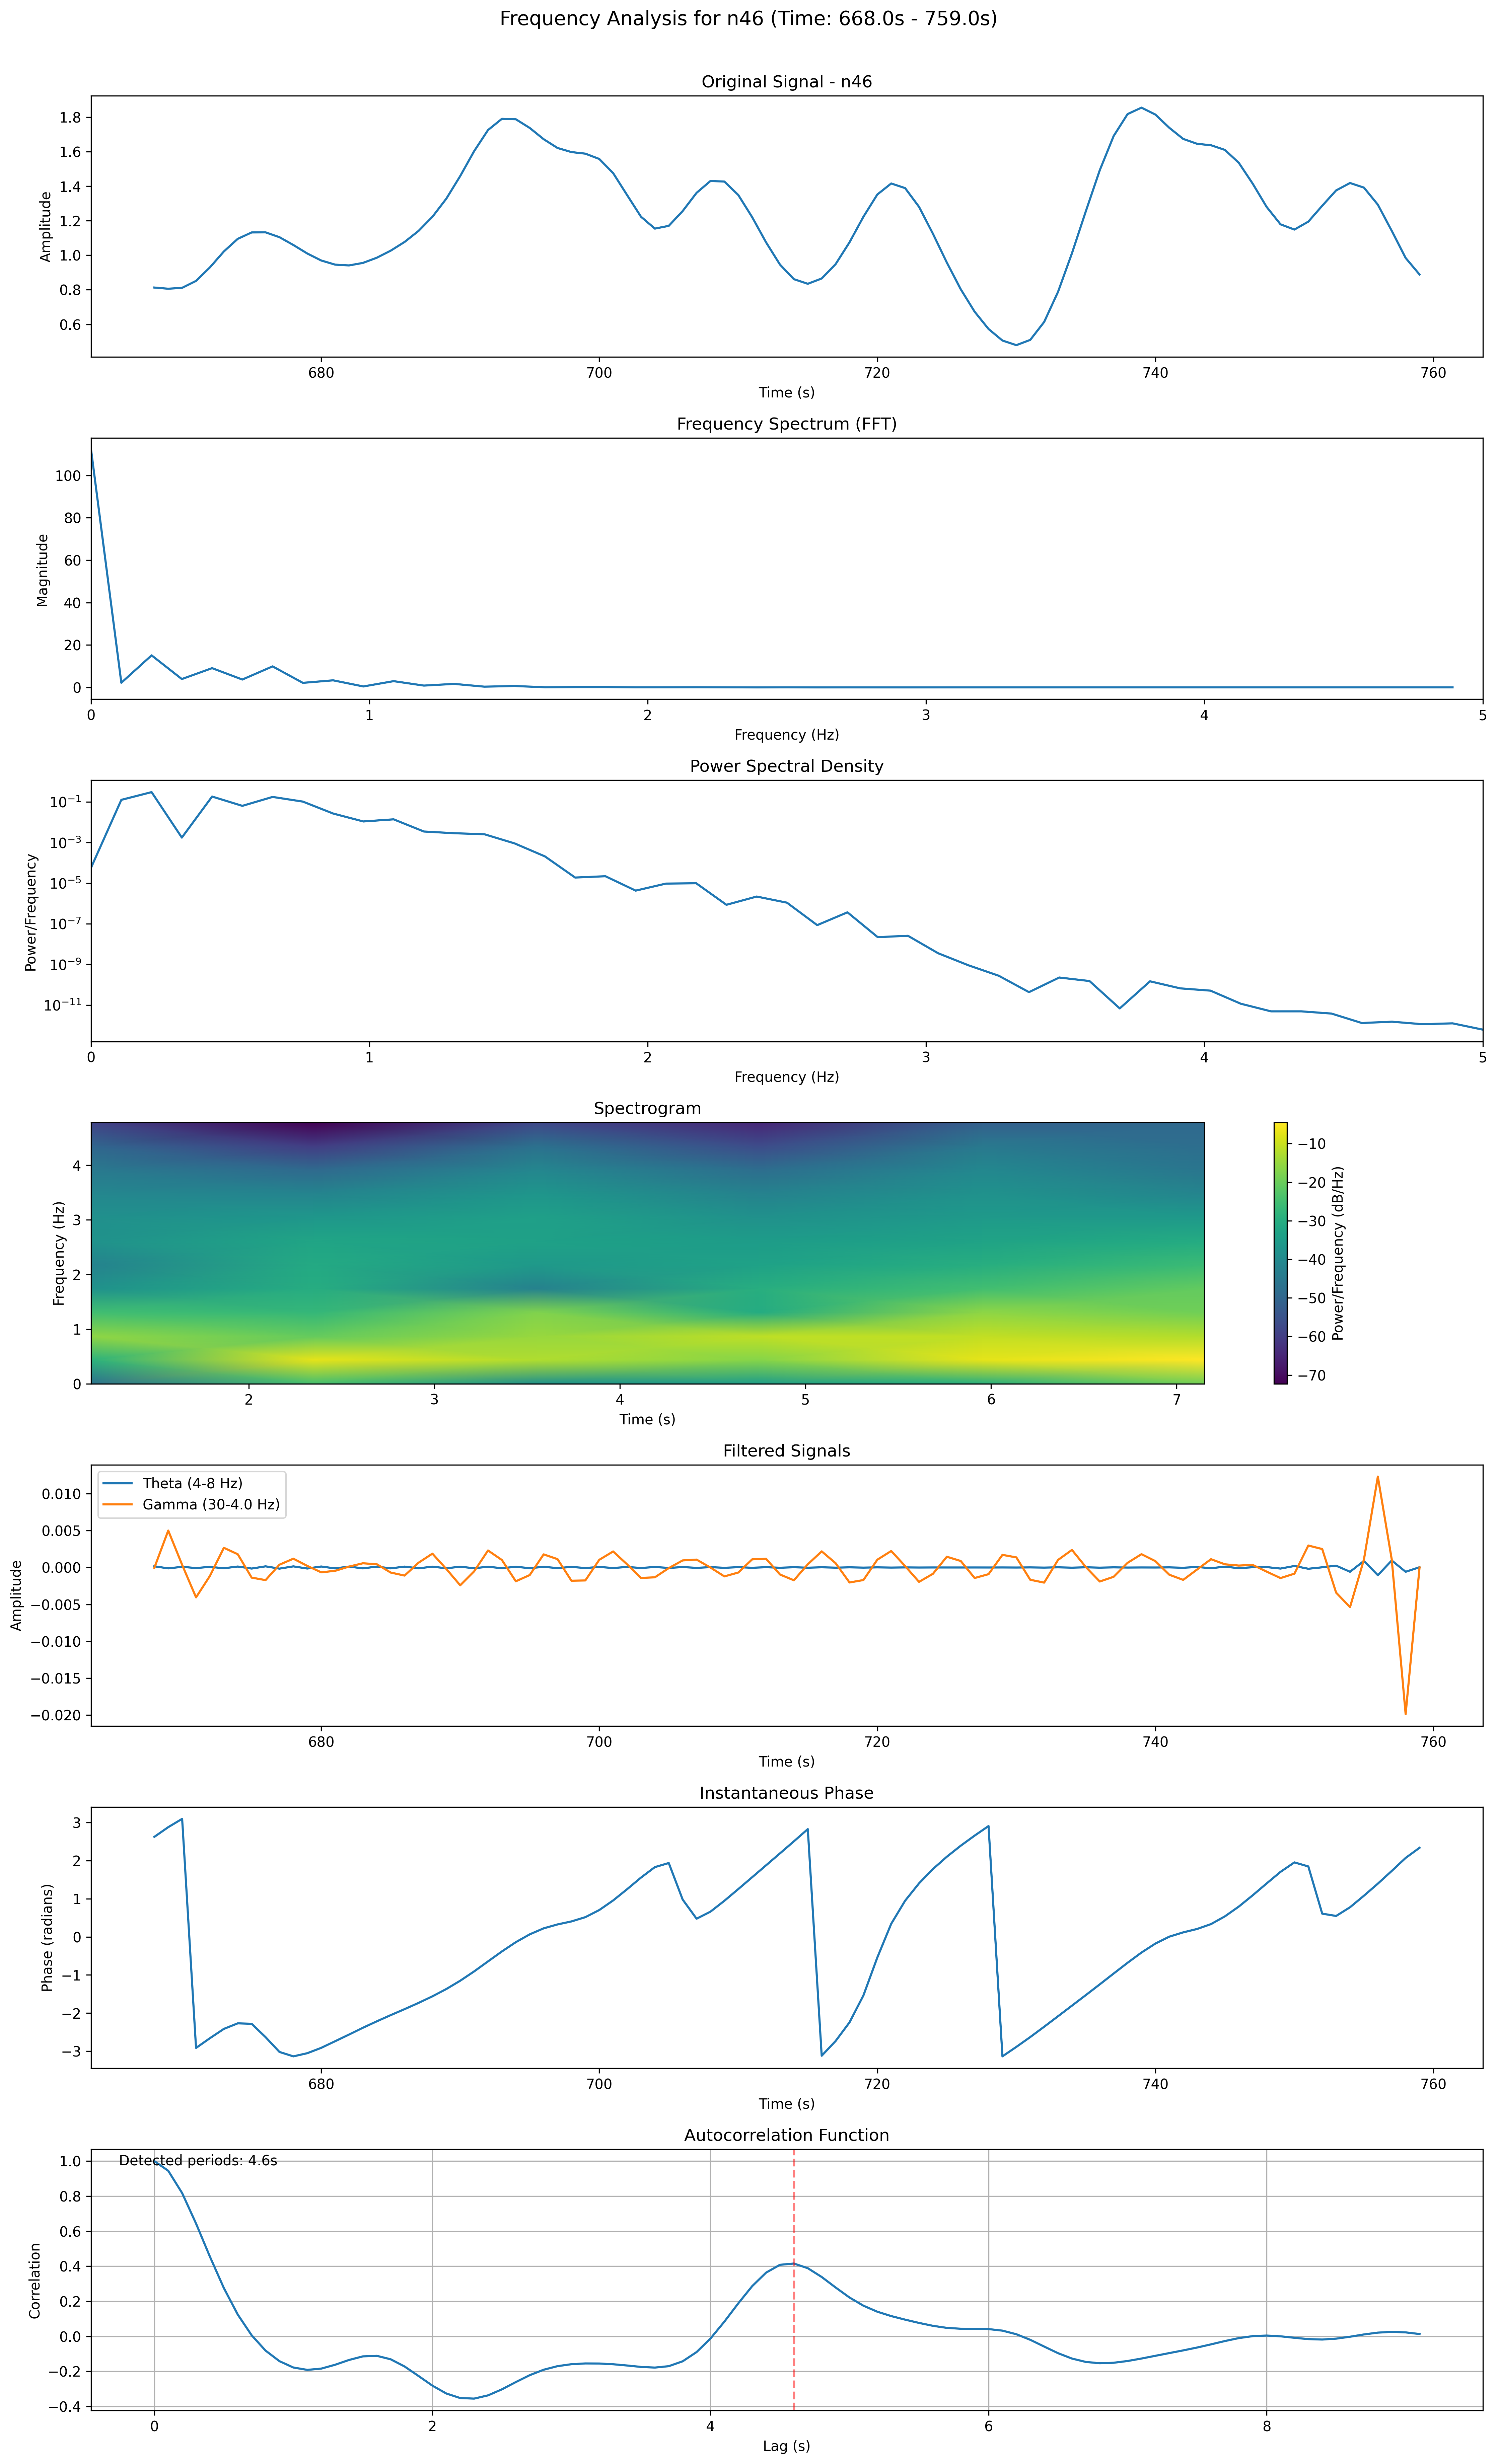 Frequency Analysis for n46 (Time: 668.0s - 759.0s)
Original Signal - n46
Amplitude
1.8
1.6
1.4
1.2
1.0
0.8
0.6
680 700 720 740 760
Time (s)
Frequency Spectrum (FFT)
Magnitude
100
80
60
40
20
0
0 1 2 3 4 5
Frequency (Hz)
Power Spectral Density
Power/Frequency
10⁻¹
10⁻³
10⁻⁵
10⁻⁷
10⁻⁹
10⁻¹¹
0 1 2 3 4 5
Frequency (Hz)
Spectrogram
Frequency (Hz)
4
3
2
1
0
2 3 4 5 6 7
Time (s)
−10
−20
−30
−40
−50
−60
−70
Power/Frequency (dB/Hz)
Filtered Signals
Theta (4-8 Hz)
Gamma (30-4.0 Hz)
Amplitude
0.010
0.005
0.000
−0.005
−0.010
−0.015
−0.020
680 700 720 740 760
Time (s)
Instantaneous Phase
Phase (radians)
3
2
1
0
−1
−2
−3
680 700 720 740 760
Time (s)
Autocorrelation Function
Detected periods: 4.6s
Correlation
1.0
0.8
0.6
0.4
0.2
0.0
−0.2
−0.4
0 2 4 6 8
Lag (s)